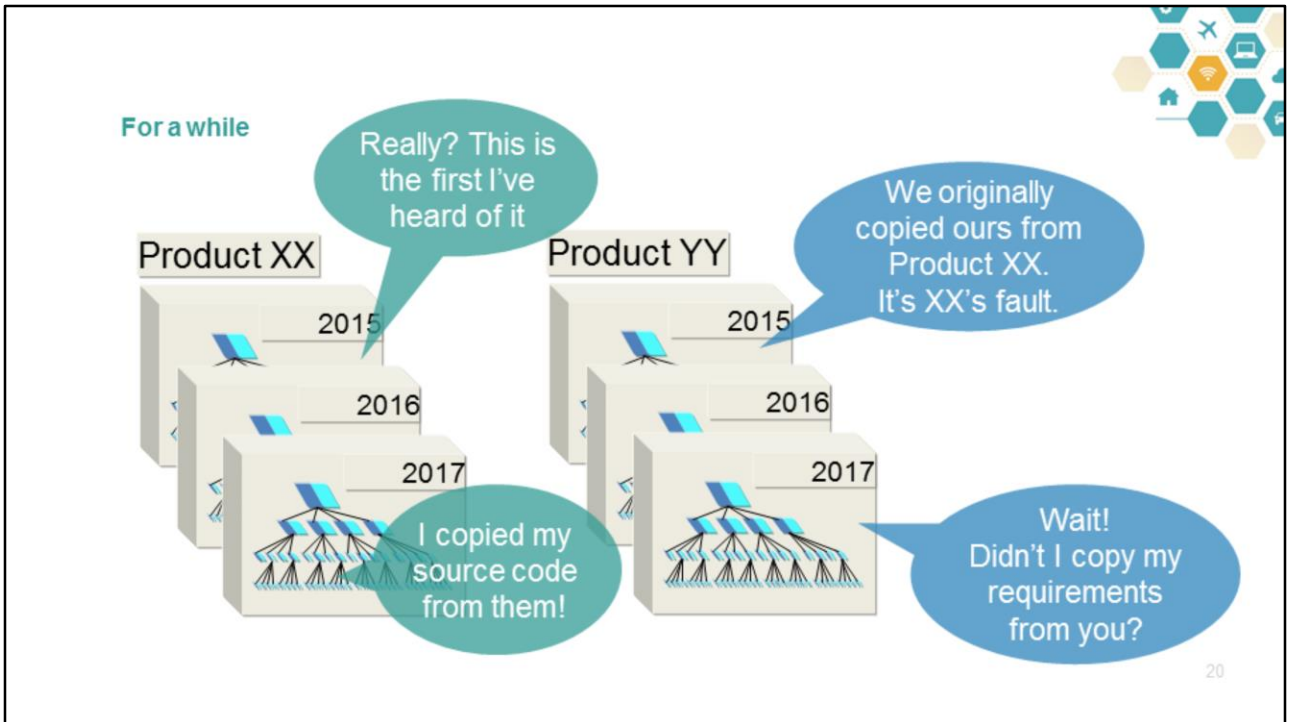 For a while
Really? This is
the first I've
heard of it
We originally
copied ours from
Product XX.
It's XX's fault.
Product XX
Product YY
2015
2016
2017
2015
2016
2017
I copied my
source code
from them!
Wait!
Didn't I copy my
requirements
from you?
20